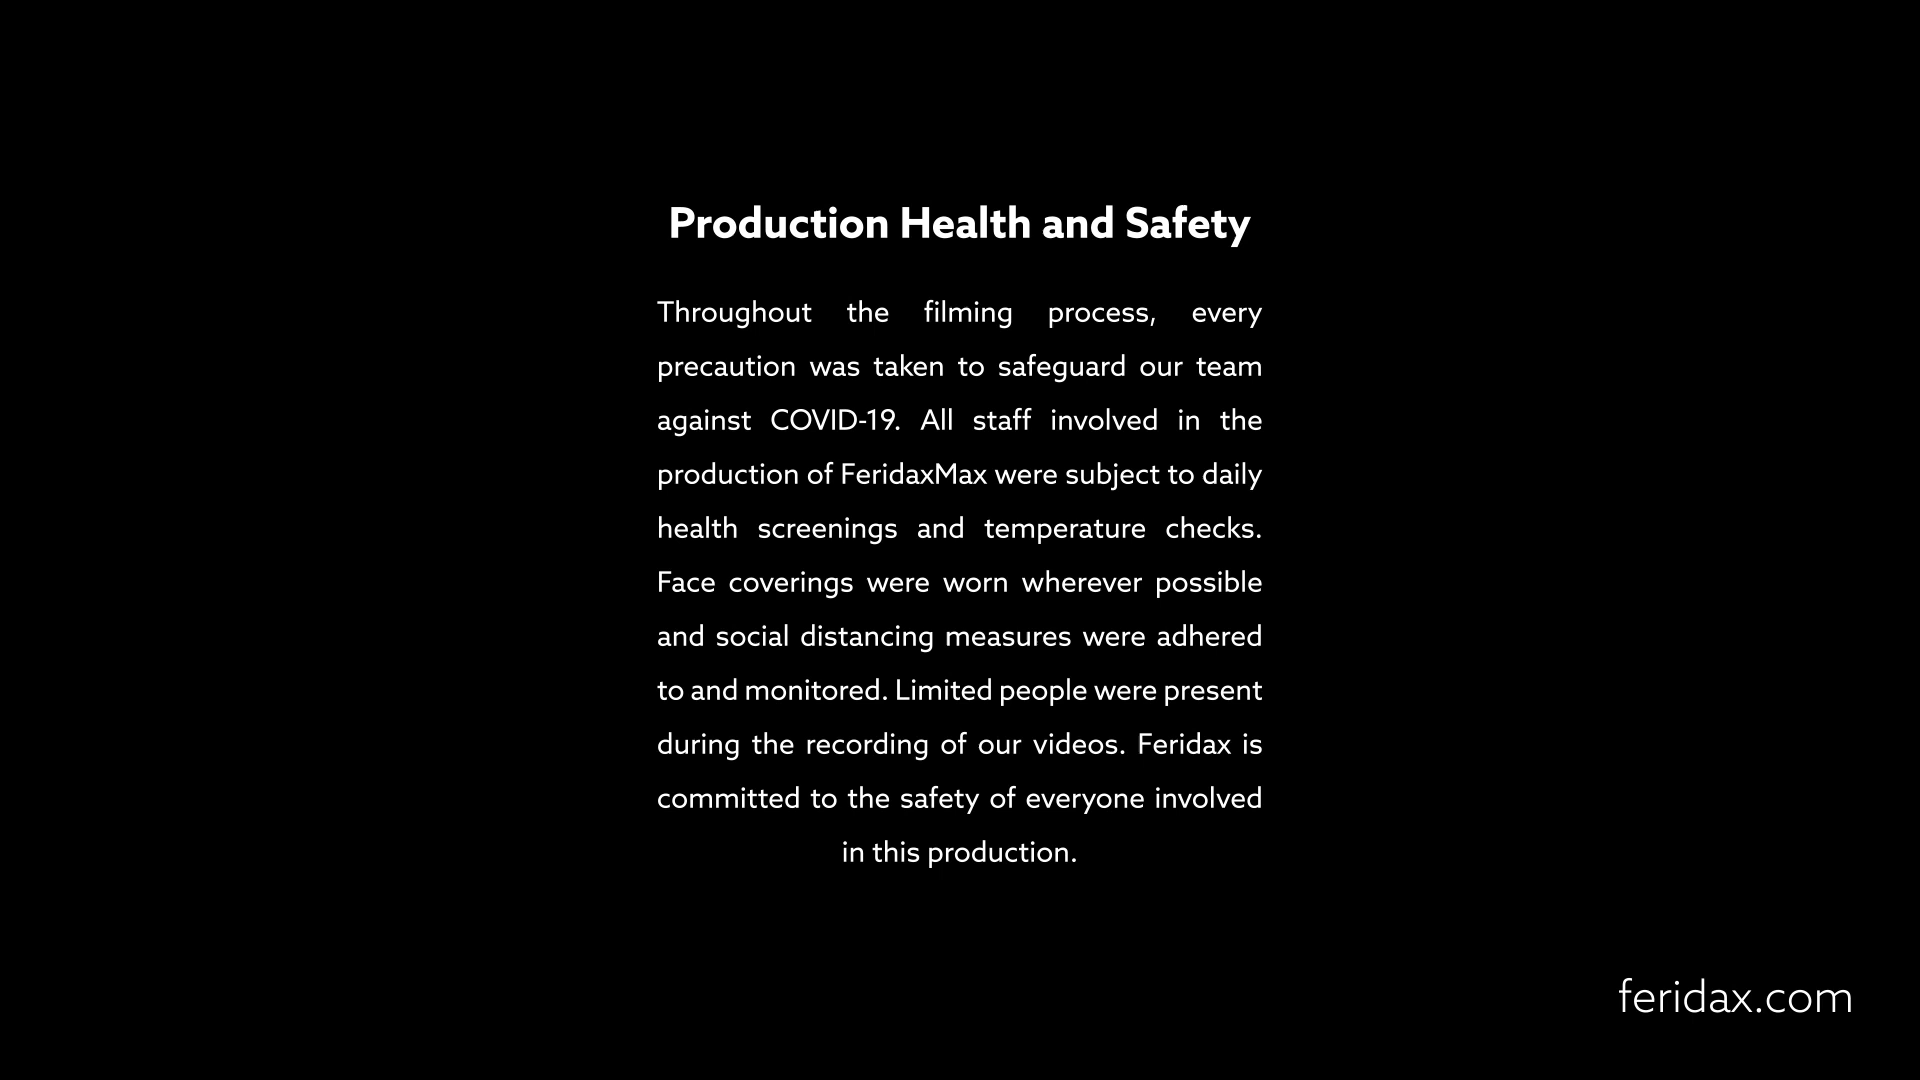 Production Health and Safety
Throughout the filming process, every
precaution was taken to safeguard our team
against COVID-19. All staff involved in the
production of FeridaxMax were subject to daily
health screenings and temperature checks.
Face coverings were worn wherever possible
and social distancing measures were adhered
to and monitored. Limited people were present
during the recording of our videos. Feridax is
committed to the safety of everyone involved
in this production.
feridax.com